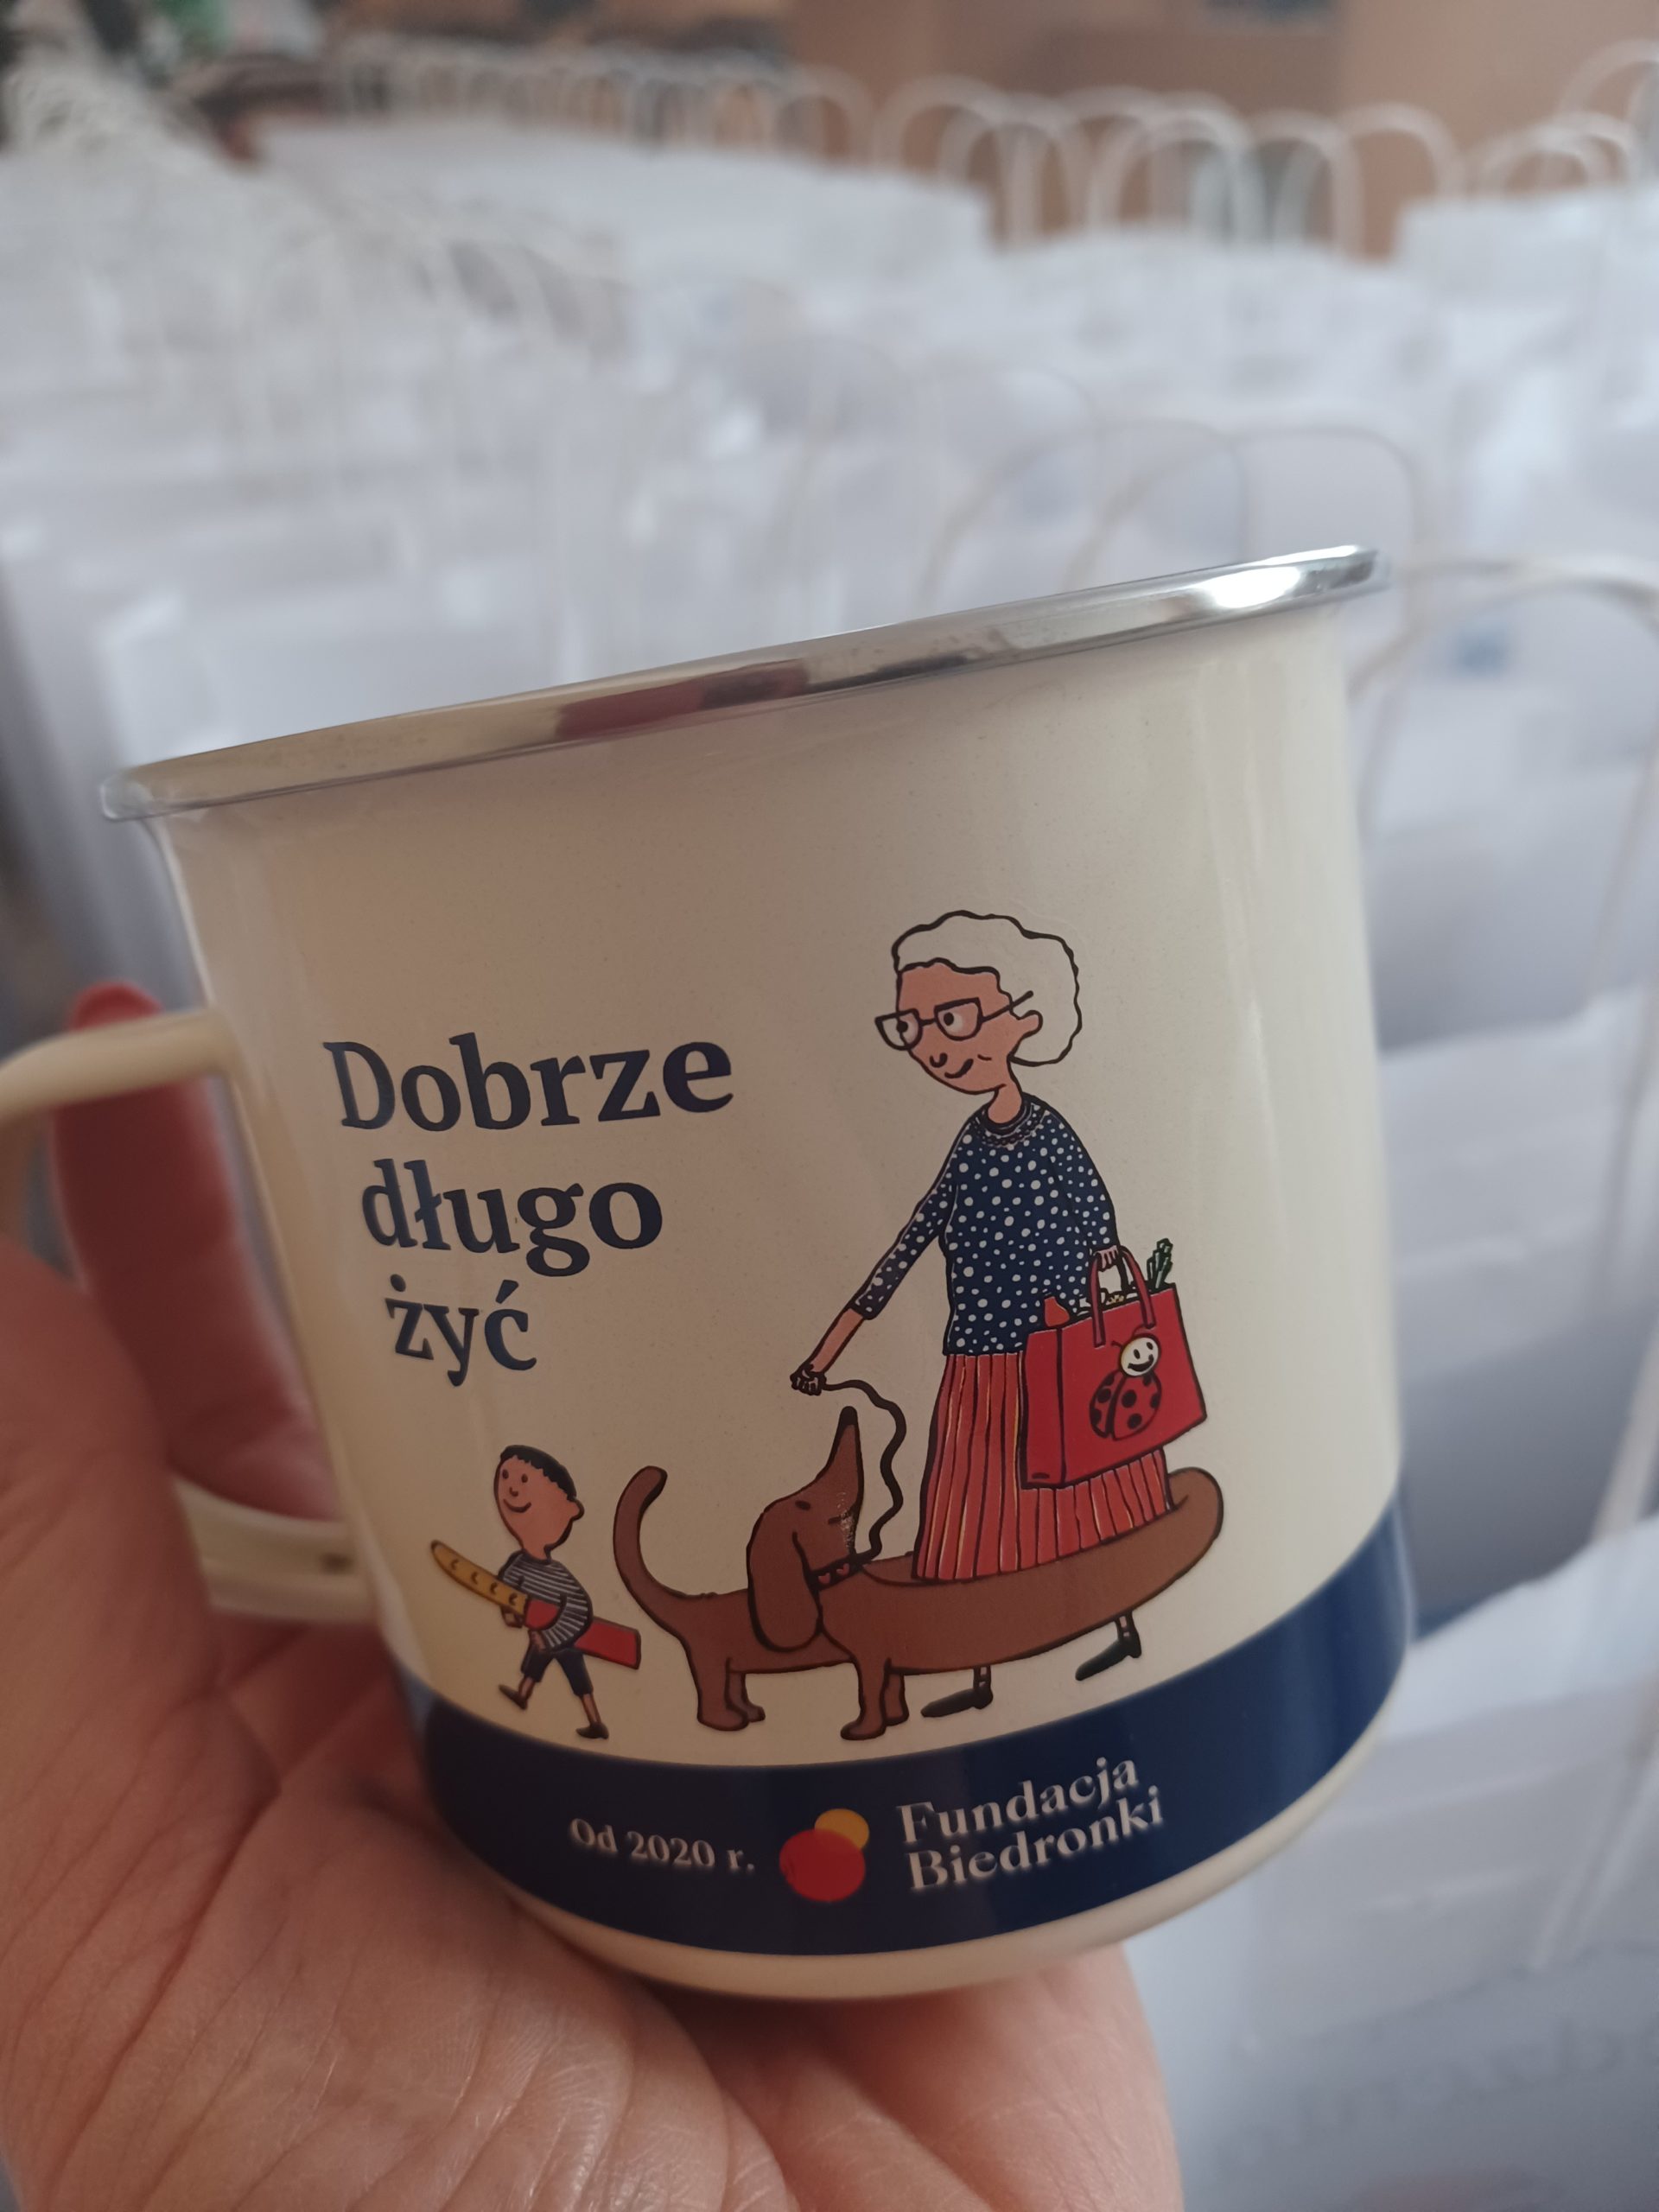 Dobrze
długo
żyć
Od 2020 r.
Fundacja
Biedronki